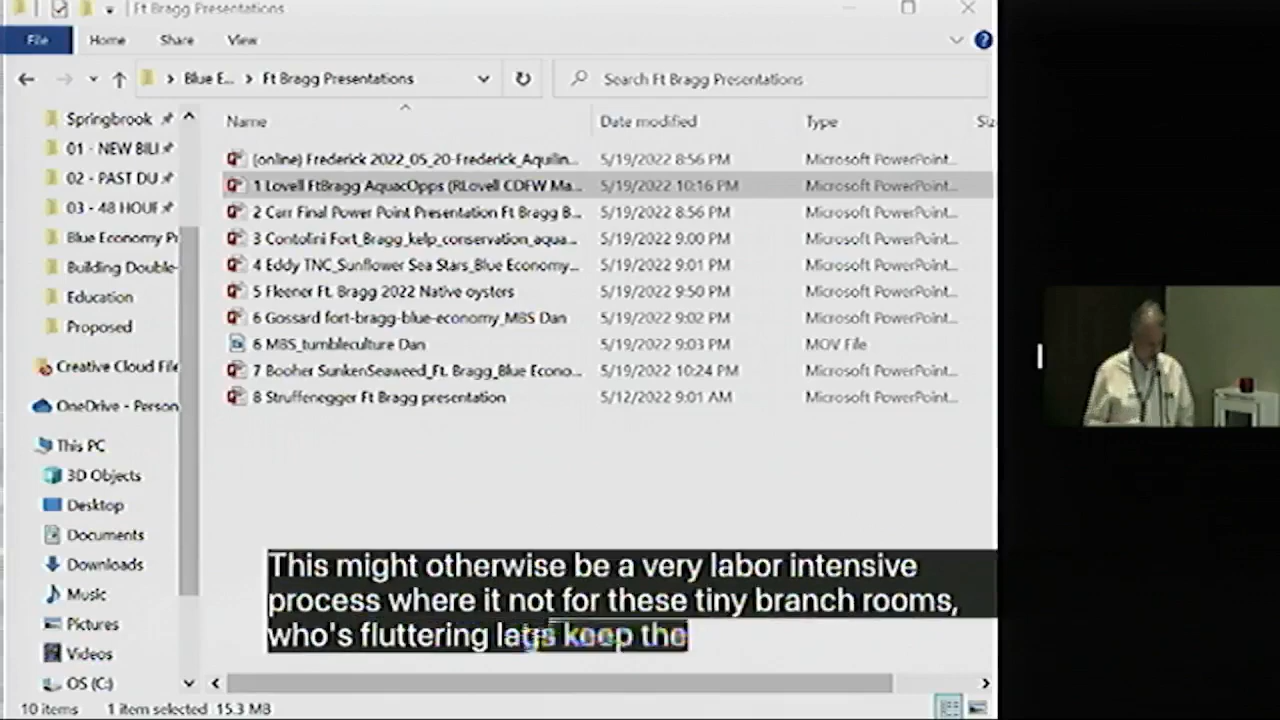 Ft Bragg Presentations
File Home Share View
Blue E... > Ft Bragg Presentations
Search Ft Bragg Presentations
Name Date modified Type Siz
Springbrook
01 - NEW BILI
02 - PAST DU
03 - 48 HOUF
Blue Economy Pr
Building Double-
Education
Proposed
Creative Cloud File
OneDrive - Person
This PC
3D Objects
Desktop
Documents
Downloads
Music
Pictures
Videos
OS (C:)
(online) Frederick 2022_05_20-Frederick_Aquilin... 5/19/2022 8:56 PM Microsoft PowerPoint...
1 Lovell FtBragg AquacOpps (RLovell CDFW Ma... 5/19/2022 10:16 PM Microsoft PowerPoint...
2 Carr Final Power Point Presentation Ft Bragg B... 5/19/2022 8:56 PM Microsoft PowerPoint...
3 Contolini Fort_Bragg_kelp_conservation_aqua... 5/19/2022 9:00 PM Microsoft PowerPoint...
4 Eddy TNC_Sunflower Sea Stars_Blue Economy... 5/19/2022 9:01 PM Microsoft PowerPoint...
5 Fleener Ft. Bragg 2022 Native oysters 5/19/2022 9:50 PM Microsoft PowerPoint...
6 Gossard fort-bragg-blue-economy_MBS Dan 5/19/2022 9:02 PM Microsoft PowerPoint...
6 MBS_tumbleculture Dan 5/19/2022 9:03 PM MOV File
7 Booher SunkenSeaweed_Ft. Bragg_Blue Econo... 5/19/2022 10:24 PM Microsoft PowerPoint...
8 Struffenegger Ft Bragg presentation 5/12/2022 9:01 AM Microsoft PowerPoint...
This might otherwise be a very labor intensive
process where it not for these tiny branch rooms,
who's fluttering lags keep the
10 items 1 item selected 15.3 MB